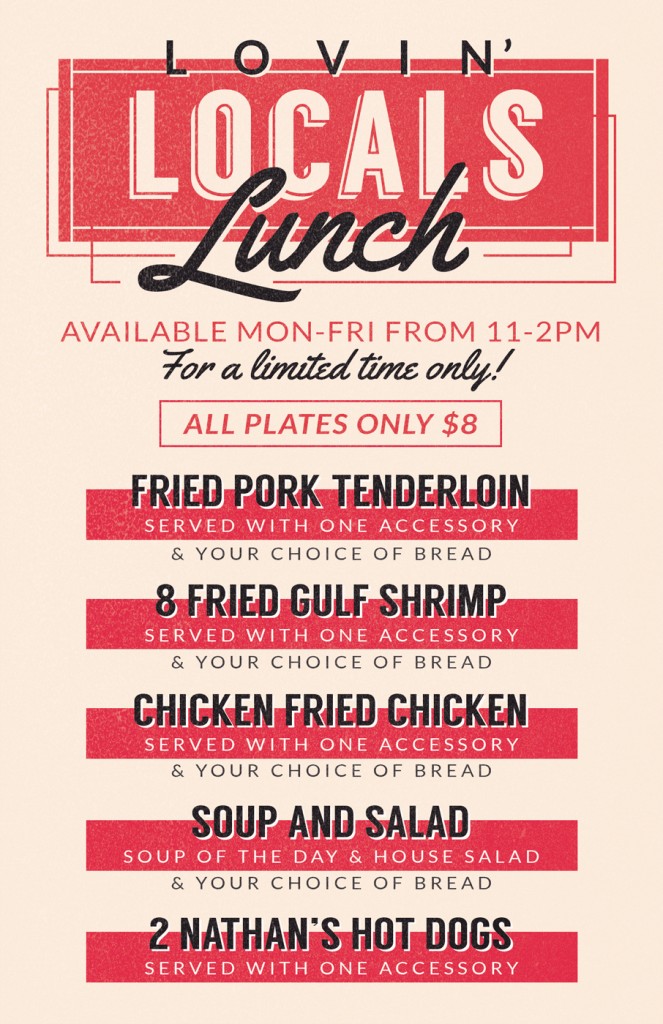 LOVIN'
LOCALS
Lunch
AVAILABLE MON-FRI FROM 11-2PM
For a limited time only!
ALL PLATES ONLY $8
FRIED PORK TENDERLOIN
SERVED WITH ONE ACCESSORY
& YOUR CHOICE OF BREAD
8 FRIED GULF SHRIMP
SERVED WITH ONE ACCESSORY
& YOUR CHOICE OF BREAD
CHICKEN FRIED CHICKEN
SERVED WITH ONE ACCESSORY
& YOUR CHOICE OF BREAD
SOUP AND SALAD
SOUP OF THE DAY & HOUSE SALAD
& YOUR CHOICE OF BREAD
2 NATHAN'S HOT DOGS
SERVED WITH ONE ACCESSORY